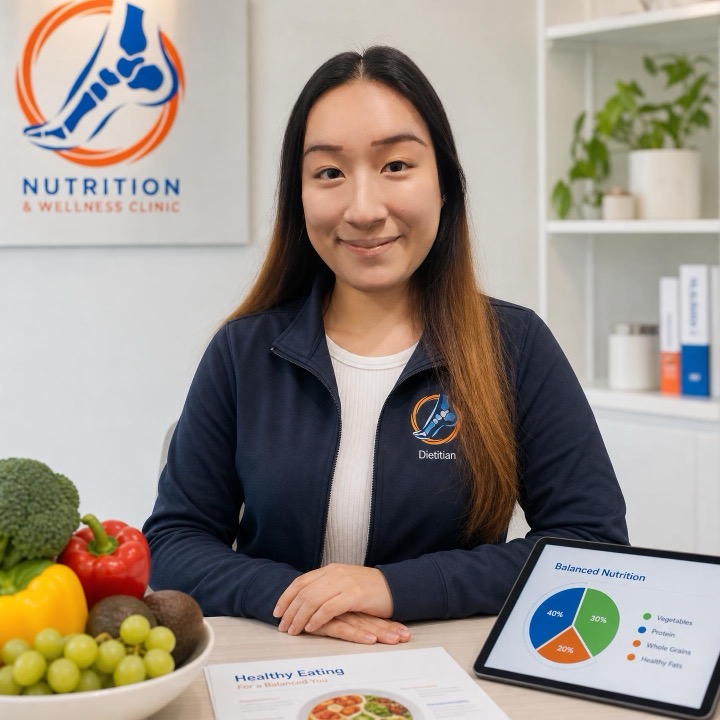 NUTRITION
& WELLNESS CLINIC
Dietitian
Balanced Nutrition
40%
30%
20%
Vegetables
Protein
Whole Grains
Healthy Fats
Healthy Eating
For a Balanced You